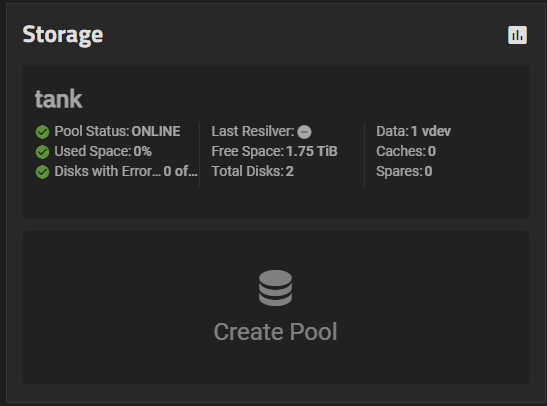 Storage
tank
Pool Status: ONLINE
Used Space: 0%
Disks with Error... 0 of...
Last Resilver:
Free Space: 1.75 TiB
Total Disks: 2
Data: 1 vdev
Caches: 0
Spares: 0
Create Pool